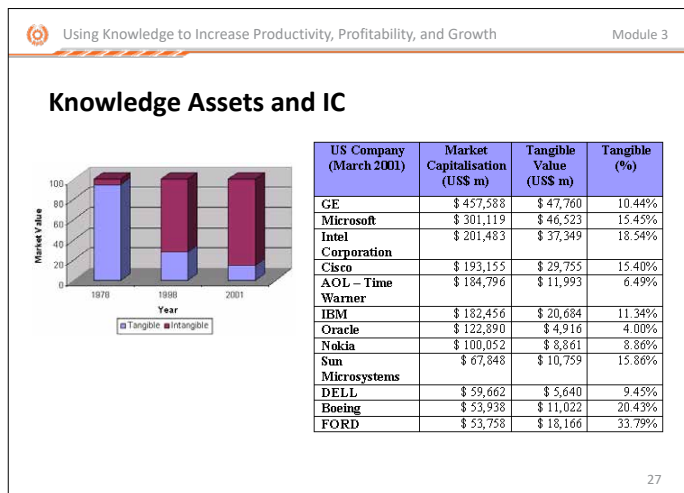 Using Knowledge to Increase Productivity, Profitability, and Growth Module 3
Knowledge Assets and IC
Market Value
100
80
60
40
20
0
1978 1998 2001
Year
Tangible Intangible
US Company (March 2001) Market Capitalisation (US$ m) Tangible Value (US$ m) Tangible (%)
GE $ 457,588 $ 47,760 10.44%
Microsoft $ 301,119 $ 46,523 15.45%
Intel Corporation $ 201,483 $ 37,349 18.54%
Cisco $ 193,155 $ 29,755 15.40%
AOL – Time Warner $ 184,796 $ 11,993 6.49%
IBM $ 182,456 $ 20,684 11.34%
Oracle $ 122,890 $ 4,916 4.00%
Nokia $ 100,052 $ 8,861 8.86%
Sun Microsystems $ 67,848 $ 10,759 15.86%
DELL $ 59,662 $ 5,640 9.45%
Boeing $ 53,938 $ 11,022 20.43%
FORD $ 53,758 $ 18,166 33.79%
27